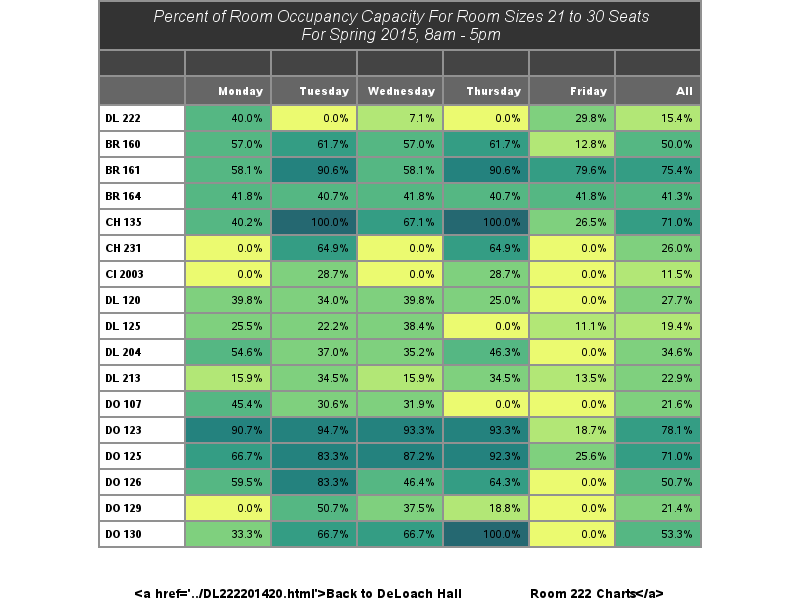 Percent of Room Occupancy Capacity For Room Sizes 21 to 30 Seats
For Spring 2015, 8am - 5pm
Monday Tuesday Wednesday Thursday Friday All
DL 222 40.0% 0.0% 7.1% 0.0% 29.8% 15.4%
BR 160 57.0% 61.7% 57.0% 61.7% 12.8% 50.0%
BR 161 58.1% 90.6% 58.1% 90.6% 79.6% 75.4%
BR 164 41.8% 40.7% 41.8% 40.7% 41.8% 41.3%
CH 135 40.2% 100.0% 67.1% 100.0% 26.5% 71.0%
CH 231 0.0% 64.9% 0.0% 64.9% 0.0% 26.0%
CI 2003 0.0% 28.7% 0.0% 28.7% 0.0% 11.5%
DL 120 39.8% 34.0% 39.8% 25.0% 0.0% 27.7%
DL 125 25.5% 22.2% 38.4% 0.0% 11.1% 19.4%
DL 204 54.6% 37.0% 35.2% 46.3% 0.0% 34.6%
DL 213 15.9% 34.5% 15.9% 34.5% 13.5% 22.9%
DO 107 45.4% 30.6% 31.9% 0.0% 0.0% 21.6%
DO 123 90.7% 94.7% 93.3% 93.3% 18.7% 78.1%
DO 125 66.7% 83.3% 87.2% 92.3% 25.6% 71.0%
DO 126 59.5% 83.3% 46.4% 64.3% 0.0% 50.7%
DO 129 0.0% 50.7% 37.5% 18.8% 0.0% 21.4%
DO 130 33.3% 66.7% 66.7% 100.0% 0.0% 53.3%
<a href='../DL222201420.html'>Back to DeLoach Hall Room 222 Charts</a>